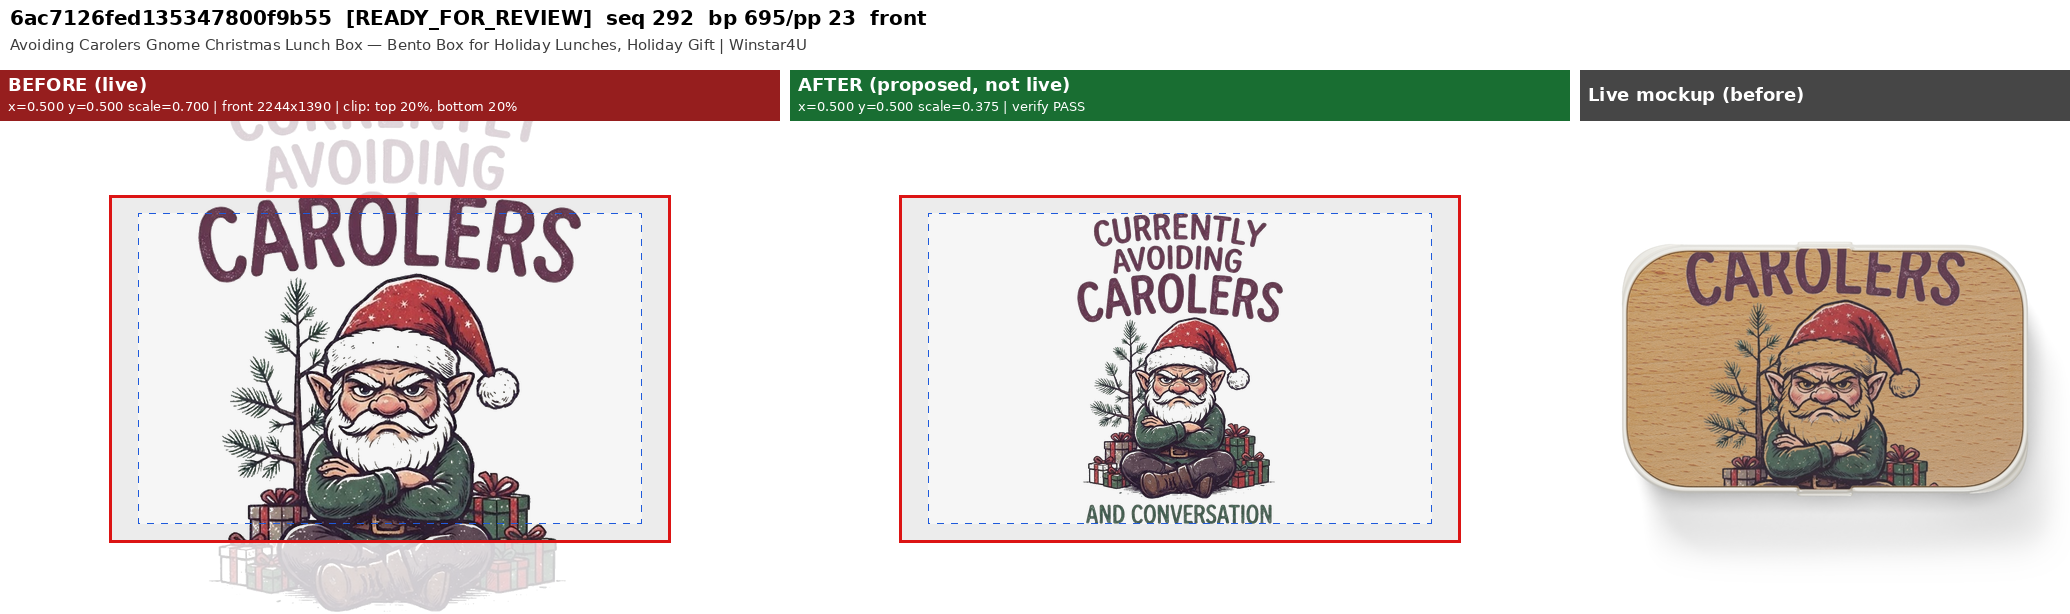 6ac7126fed135347800f9b55 [READY_FOR_REVIEW] seq 292 bp 695/pp 23 front
Avoiding Carolers Gnome Christmas Lunch Box — Bento Box for Holiday Lunches, Holiday Gift | Winstar4U
BEFORE (live)
x=0.500 y=0.500 scale=0.700 | front 2244x1390 | clip: top 20%, bottom 20%
CURRENTLY
AVOIDING
CAROLERS
AFTER (proposed, not live)
x=0.500 y=0.500 scale=0.375 | verify PASS
CURRENTLY
AVOIDING
CAROLERS
AND CONVERSATION
Live mockup (before)
CAROLERS